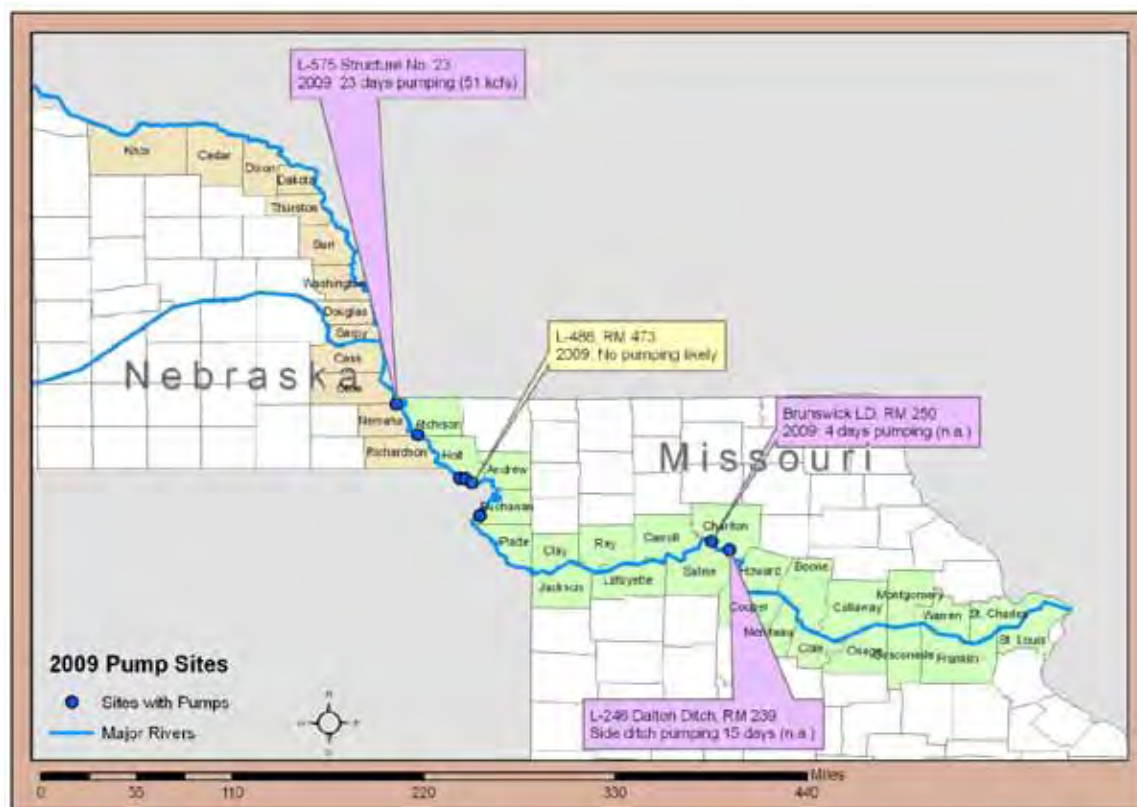 L-575 Structure No. 23
2009: 23 days pumping (51 kcfs)
Knox
Cedar
Dixon
Dakota
Thurston
Burt
Washington
Douglas
Sarpy
Cass
L-488, RM 473
2009: No pumping likely
Nebraska
Nemaha
Atchison
Richardson
Holt
Andrew
Buchanan
Platte
Brunswick LD, RM 250
2009: 4 days pumping (n.a.)
Missouri
Clay
Ray
Carroll
Chariton
Jackson
Lafayette
Saline
Howard
Boone
Cooper
Moniteau
Cole
Callaway
Osage
Montgomery
Gasconade
Warren
Franklin
St. Charles
St. Louis
L-246 Dalton Ditch, RM 239
Side ditch pumping 15 days (n.a.)
2009 Pump Sites
Sites with Pumps
Major Rivers
N
S
Miles
0 55 110 220 330 440